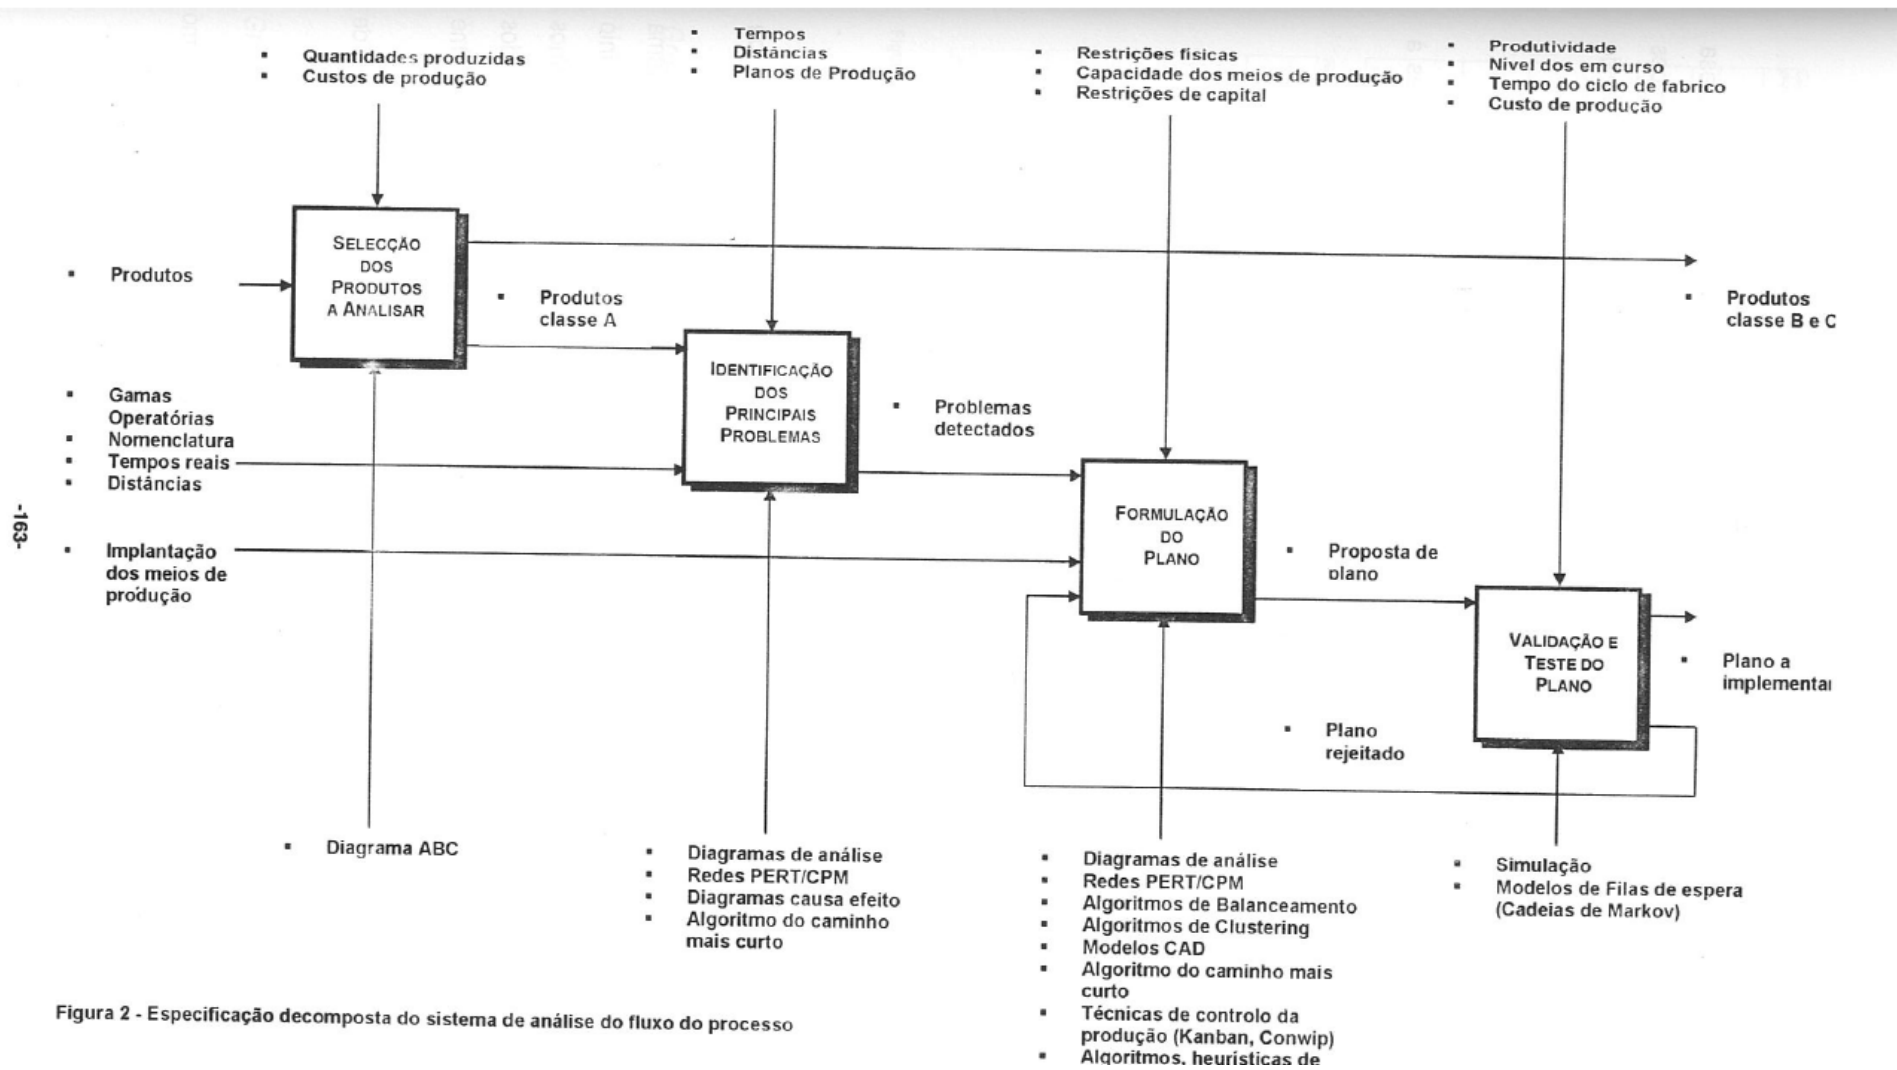 Quantidades produzidas
Custos de produção
Tempos
Distâncias
Planos de Produção
Restrições físicas
Capacidade dos meios de produção
Restrições de capital
Produtividade
Nível dos em curso
Tempo do ciclo de fabrico
Custo de produção
SELECÇÃO
DOS
PRODUTOS
A ANALISAR
Produtos
Produtos
classe A
Produtos
classe B e C
IDENTIFICAÇÃO
DOS
PRINCIPAIS
PROBLEMAS
Gamas
Operatórias
Nomenclatura
Tempos reais
Distâncias
Problemas
detectados
-163-
Implantação
dos meios de
produção
FORMULAÇÃO
DO
PLANO
Proposta de
plano
VALIDAÇÃO E
TESTE DO
PLANO
Plano a
Plano
rejeitado
Diagrama ABC
Diagramas de análise
Redes PERT/CPM
Diagramas causa efeito
Algoritmo do caminho
mais curto
Diagramas de análise
Redes PERT/CPM
Algoritmos de Balanceamento
Algoritmos de Clustering
Modelos CAD
Algoritmo do caminho mais
curto
Técnicas de controlo da
produção (Kanban, Conwip)
Algoritmos, heurísticas de
Simulação
Modelos de Filas de espera
(Cadeias de Markov)
Figura 2 - Especificação decomposta do sistema de análise do fluxo do processo